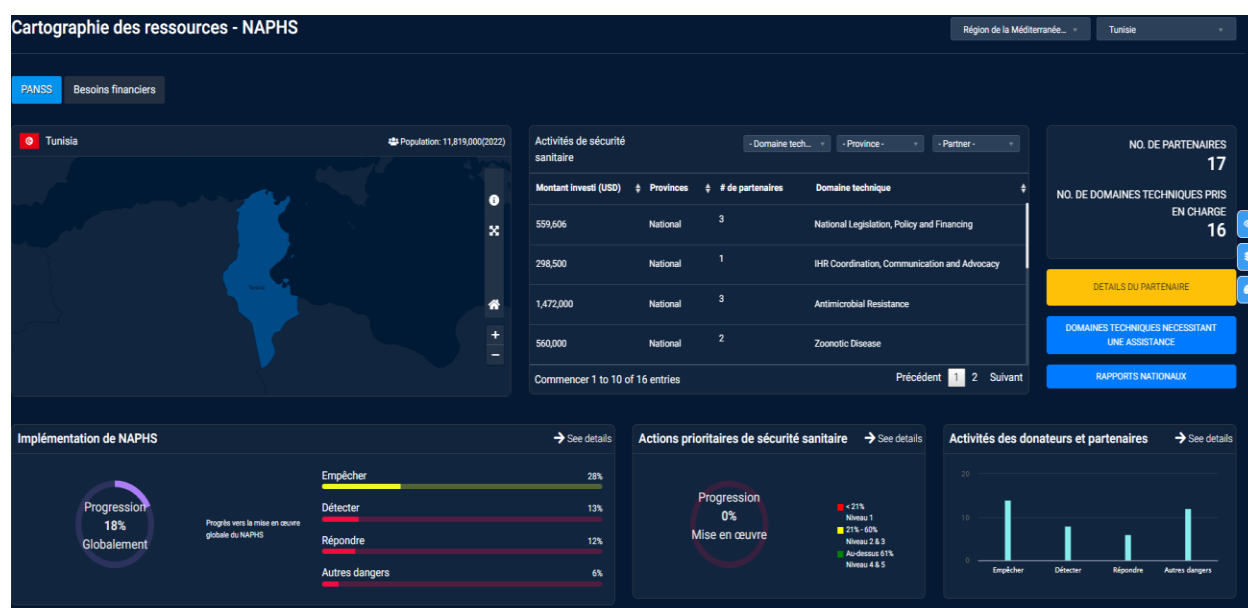 Cartographie des ressources - NAPHS
Région de la Méditerranée...
Tunisie
PANSS
Besoins financiers
Tunisia
Population: 11,819,000(2022)
Tunisia
Activités de sécurité
sanitaire
- Domaine tech...
- Province -
- Partner -
Montant investi (USD) Provinces # de partenaires Domaine technique
559,606 National 3 National Legislation, Policy and Financing
298,500 National 1 IHR Coordination, Communication and Advocacy
1,472,000 National 3 Antimicrobial Resistance
560,000 National 2 Zoonotic Disease
Commencer 1 to 10 of 16 entries
Précédent 1 2 Suivant
NO. DE PARTENAIRES
17
NO. DE DOMAINES TECHNIQUES PRIS
EN CHARGE
16
DETAILS DU PARTENAIRE
DOMAINES TECHNIQUES NECESSITANT
UNE ASSISTANCE
RAPPORTS NATIONAUX
Implémentation de NAPHS
See details
Progression
18%
Globalement
Progrès vers la mise en œuvre
globale du NAPHS
Empêcher 28%
Détecter 13%
Répondre 12%
Autres dangers 6%
Actions prioritaires de sécurité sanitaire
See details
Progression
0%
Mise en œuvre
< 21%
Niveau 1
21% - 60%
Niveau 2 & 3
Au-dessus 61%
Niveau 4 & 5
Activités des donateurs et partenaires
See details
20
10
0
Empêcher Détecter Répondre Autres dangers